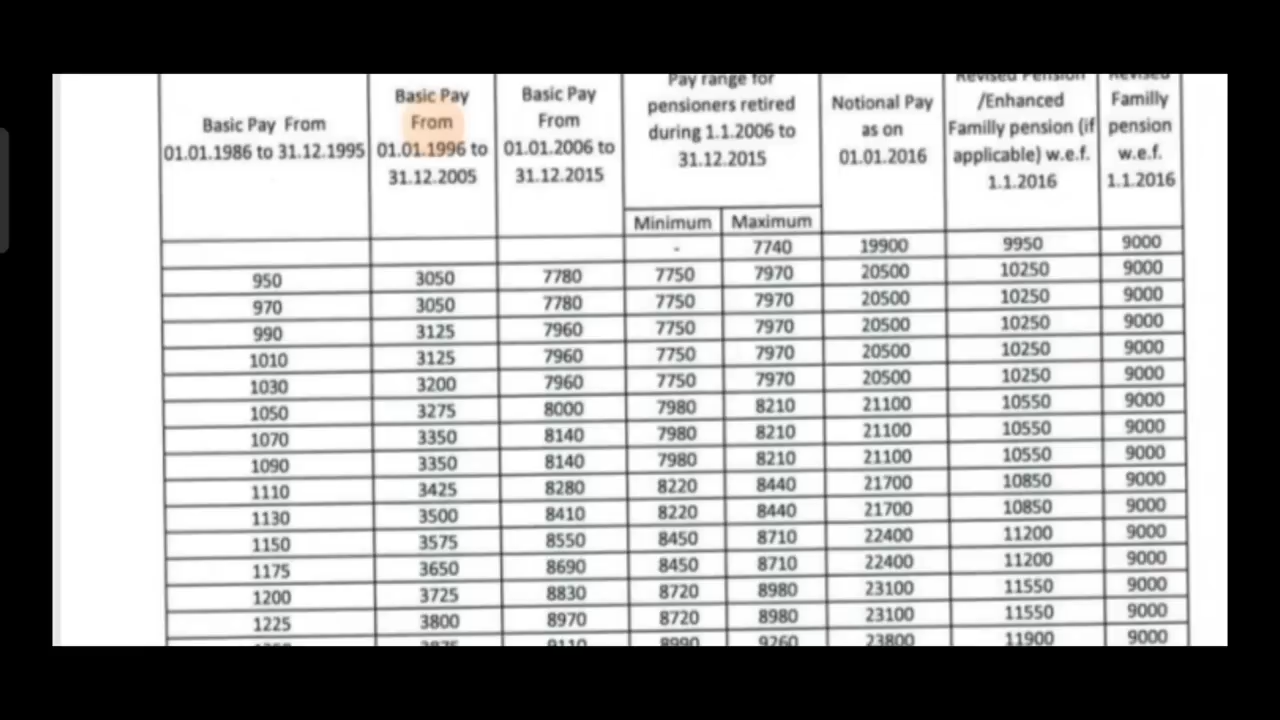 Basic Pay From
01.01.1986 to 31.12.1995
Basic Pay
From
01.01.1996 to
31.12.2005
Basic Pay
From
01.01.2006 to
31.12.2015
Pay range for
pensioners retired
during 1.1.2006 to
31.12.2015
Minimum Maximum
Notional Pay
as on
01.01.2016
Revised Pension
/Enhanced
Familly pension (if
applicable) w.e.f.
1.1.2016
Revised
Familly
pension
w.e.f.
1.1.2016
- 7740 19900 9950 9000
950 3050 7780 7750 7970 20500 10250 9000
970 3050 7780 7750 7970 20500 10250 9000
990 3125 7960 7750 7970 20500 10250 9000
1010 3125 7960 7750 7970 20500 10250 9000
1030 3200 7960 7750 7970 20500 10250 9000
1050 3275 8000 7980 8210 21100 10550 9000
1070 3350 8140 7980 8210 21100 10550 9000
1090 3350 8140 7980 8210 21100 10550 9000
1110 3425 8280 8220 8440 21700 10850 9000
1130 3500 8410 8220 8440 21700 10850 9000
1150 3575 8550 8450 8710 22400 11200 9000
1175 3650 8690 8450 8710 22400 11200 9000
1200 3725 8830 8720 8980 23100 11550 9000
1225 3800 8970 8720 8980 23100 11550 9000
3875 9110 8990 9260 23800 11900 9000